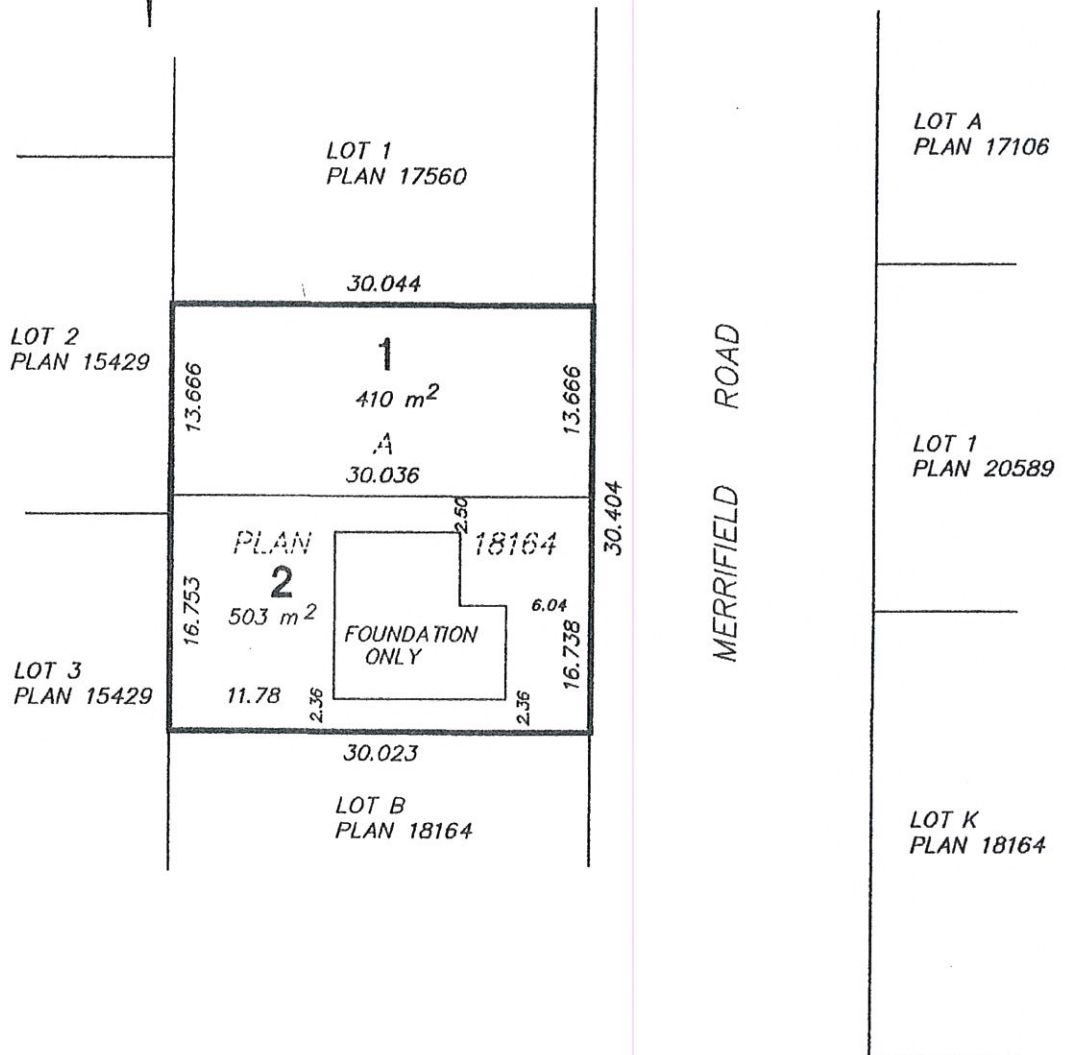 LOT 1
PLAN 17560
LOT A
PLAN 17106
30.044
LOT 2
PLAN 15429
1
410 m²
13.666
13.666
A
30.036
MERRIFIELD ROAD
LOT 1
PLAN 20589
30.404
2.50
PLAN 18164
2
503 m²
16.753
6.04
FOUNDATION
ONLY
16.738
LOT 3
PLAN 15429
11.78
2.36
2.36
30.023
LOT B
PLAN 18164
LOT K
PLAN 18164